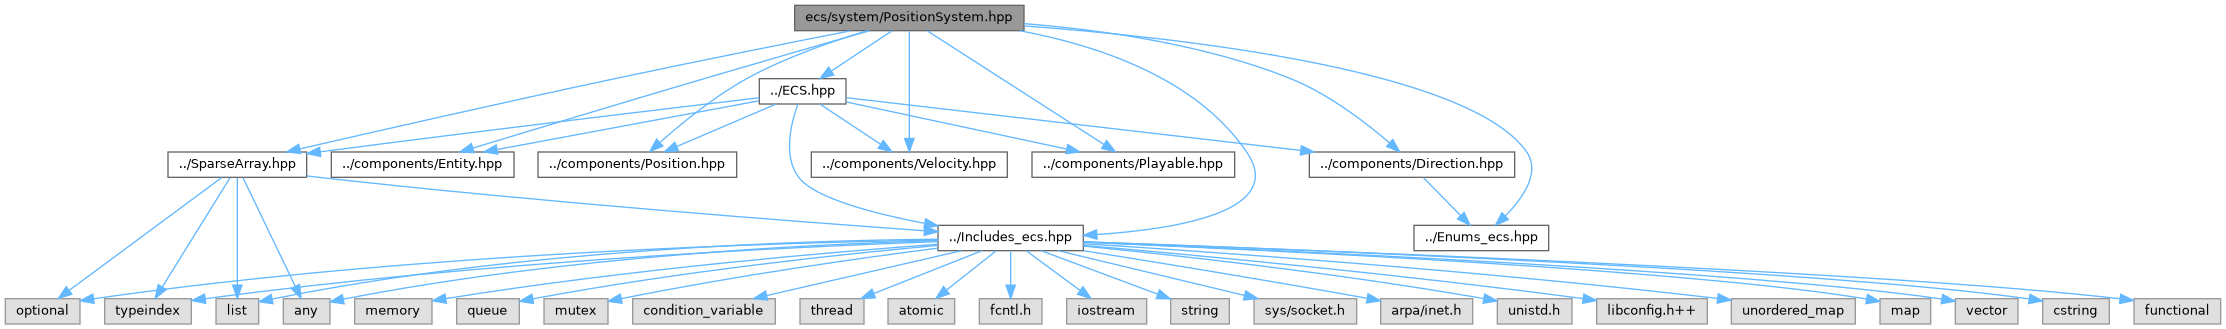 ecs/system/PositionSystem.hpp
../ECS.hpp
../SparseArray.hpp
../components/Entity.hpp
../components/Position.hpp
../components/Velocity.hpp
../components/Playable.hpp
../components/Direction.hpp
../Includes_ecs.hpp
../Enums_ecs.hpp
optional
typeindex
list
any
memory
queue
mutex
condition_variable
thread
atomic
fcntl.h
iostream
string
sys/socket.h
arpa/inet.h
unistd.h
libconfig.h++
unordered_map
map
vector
cstring
functional